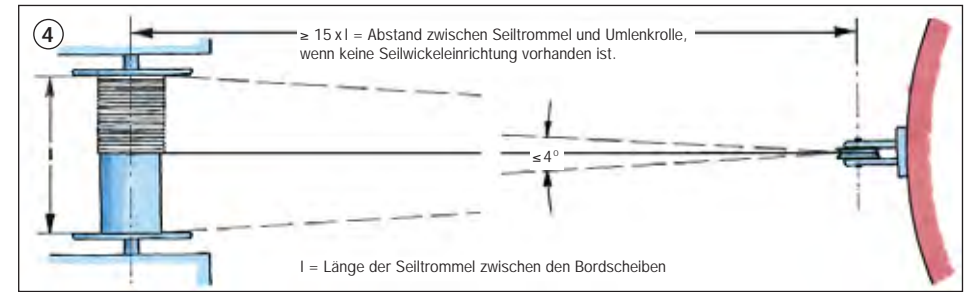 4
≥ 15 x l = Abstand zwischen Seiltrommel und Umlenkrolle,
wenn keine Seilwickeleinrichtung vorhanden ist.
≤4°
l = Länge der Seiltrommel zwischen den Bordscheiben